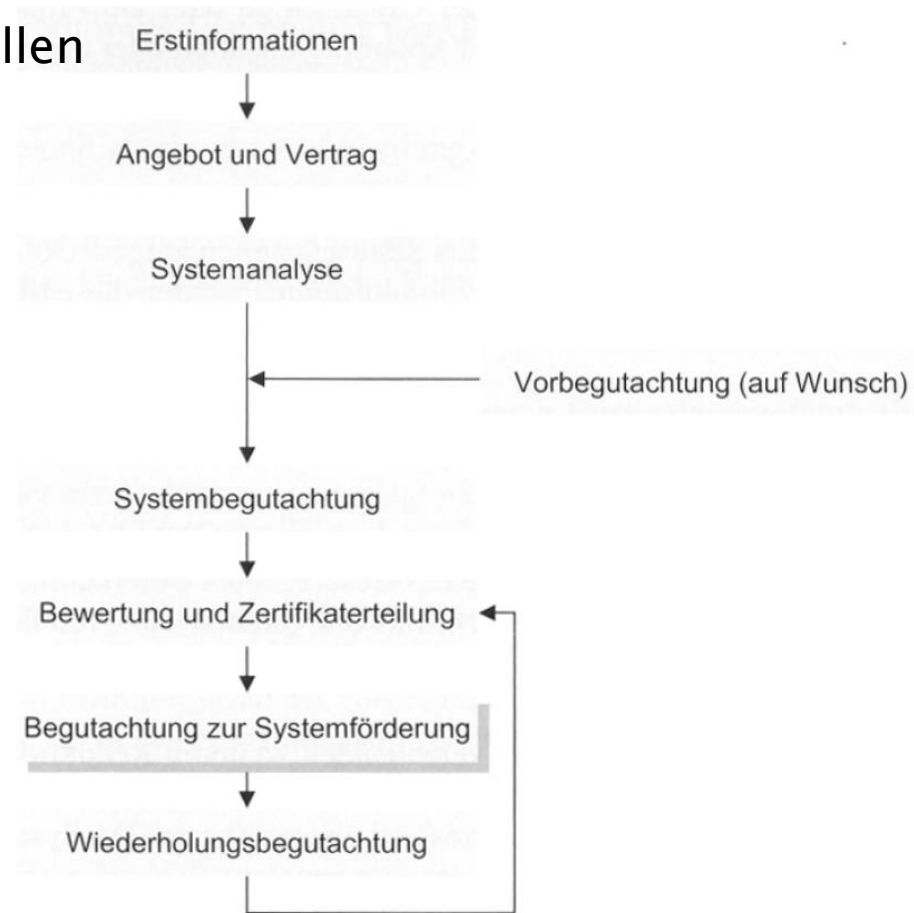 llen
Erstinformationen
Angebot und Vertrag
Systemanalyse
Vorbegutachtung (auf Wunsch)
Systembegutachtung
Bewertung und Zertifikaterteilung
Begutachtung zur Systemförderung
Wiederholungsbegutachtung